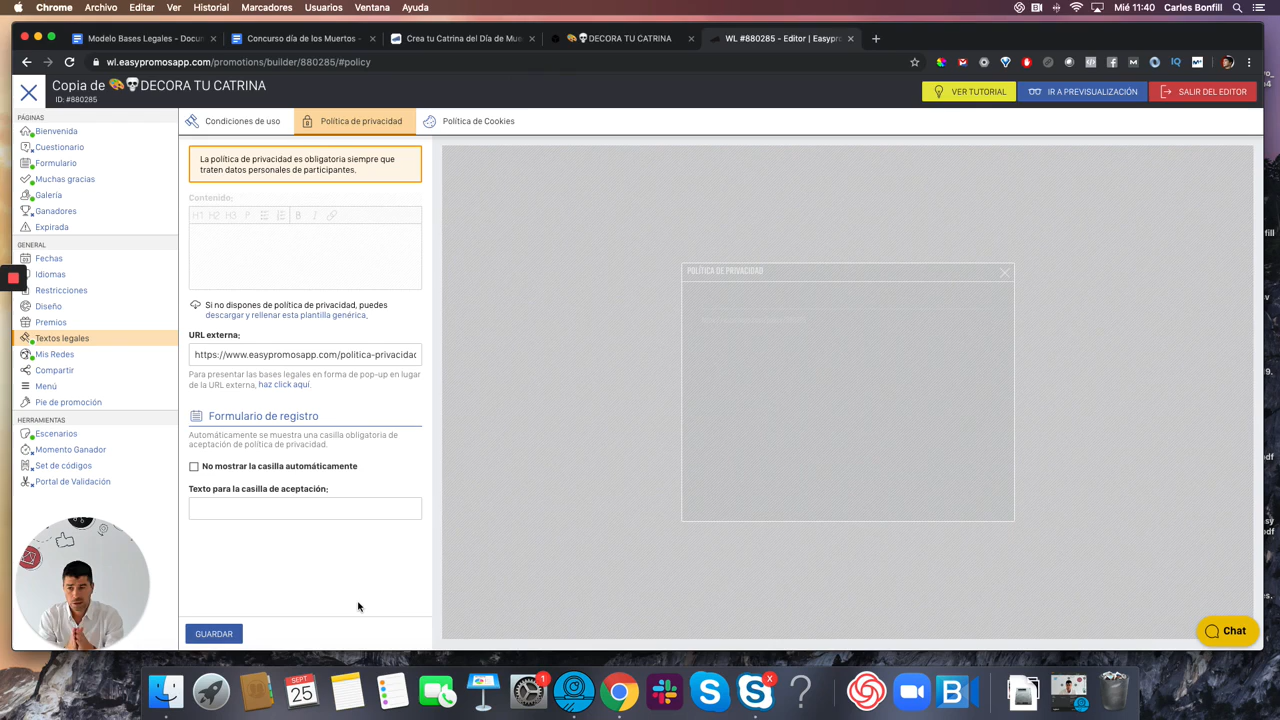 Chrome Archivo Editar Ver Historial Marcadores Usuarios Ventana Ayuda
Mié 11:40 Carlos Bonfill
Modelo Bases Legales - Docu
Concurso día de los Muertos -
Crea tu Catrina del Día de Mue
DECORA TU CATRINA
WL #880285 - Editor | Easypro
wl.easypromosapp.com/promotions/builder/880285/#policy
Copia de 🎨💀DECORA TU CATRINA
ID: #880285
VER TUTORIAL
IR A PREVISUALIZACIÓN
SALIR DEL EDITOR
PÁGINAS
Bienvenida
Cuestionario
Formulario
Muchas gracias
Galería
Ganadores
Expirada
GENERAL
Fechas
Idiomas
Restricciones
Diseño
Premios
Textos legales
Mis Redes
Compartir
Menú
Pie de promoción
HERRAMIENTAS
Escenarios
Momento Ganador
Set de códigos
Portal de Validación
Condiciones de uso
Política de privacidad
Política de Cookies
La política de privacidad es obligatoria siempre que
traten datos personales de participantes.
Contenido:
H1 H2 H3 P B I
Si no dispones de política de privacidad, puedes
descargar y rellenar esta plantilla genérica.
URL externa:
https://www.easypromosapp.com/politica-privacidad
Para presentar las bases legales en forma de pop-up en lugar
de la URL externa, haz click aquí.
Formulario de registro
Automáticamente se muestra una casilla obligatoria de
aceptación de política de privacidad.
No mostrar la casilla automáticamente
Texto para la casilla de aceptación:
GUARDAR
POLÍTICA DE PRIVACIDAD
Chat
SEPT
25
1
X